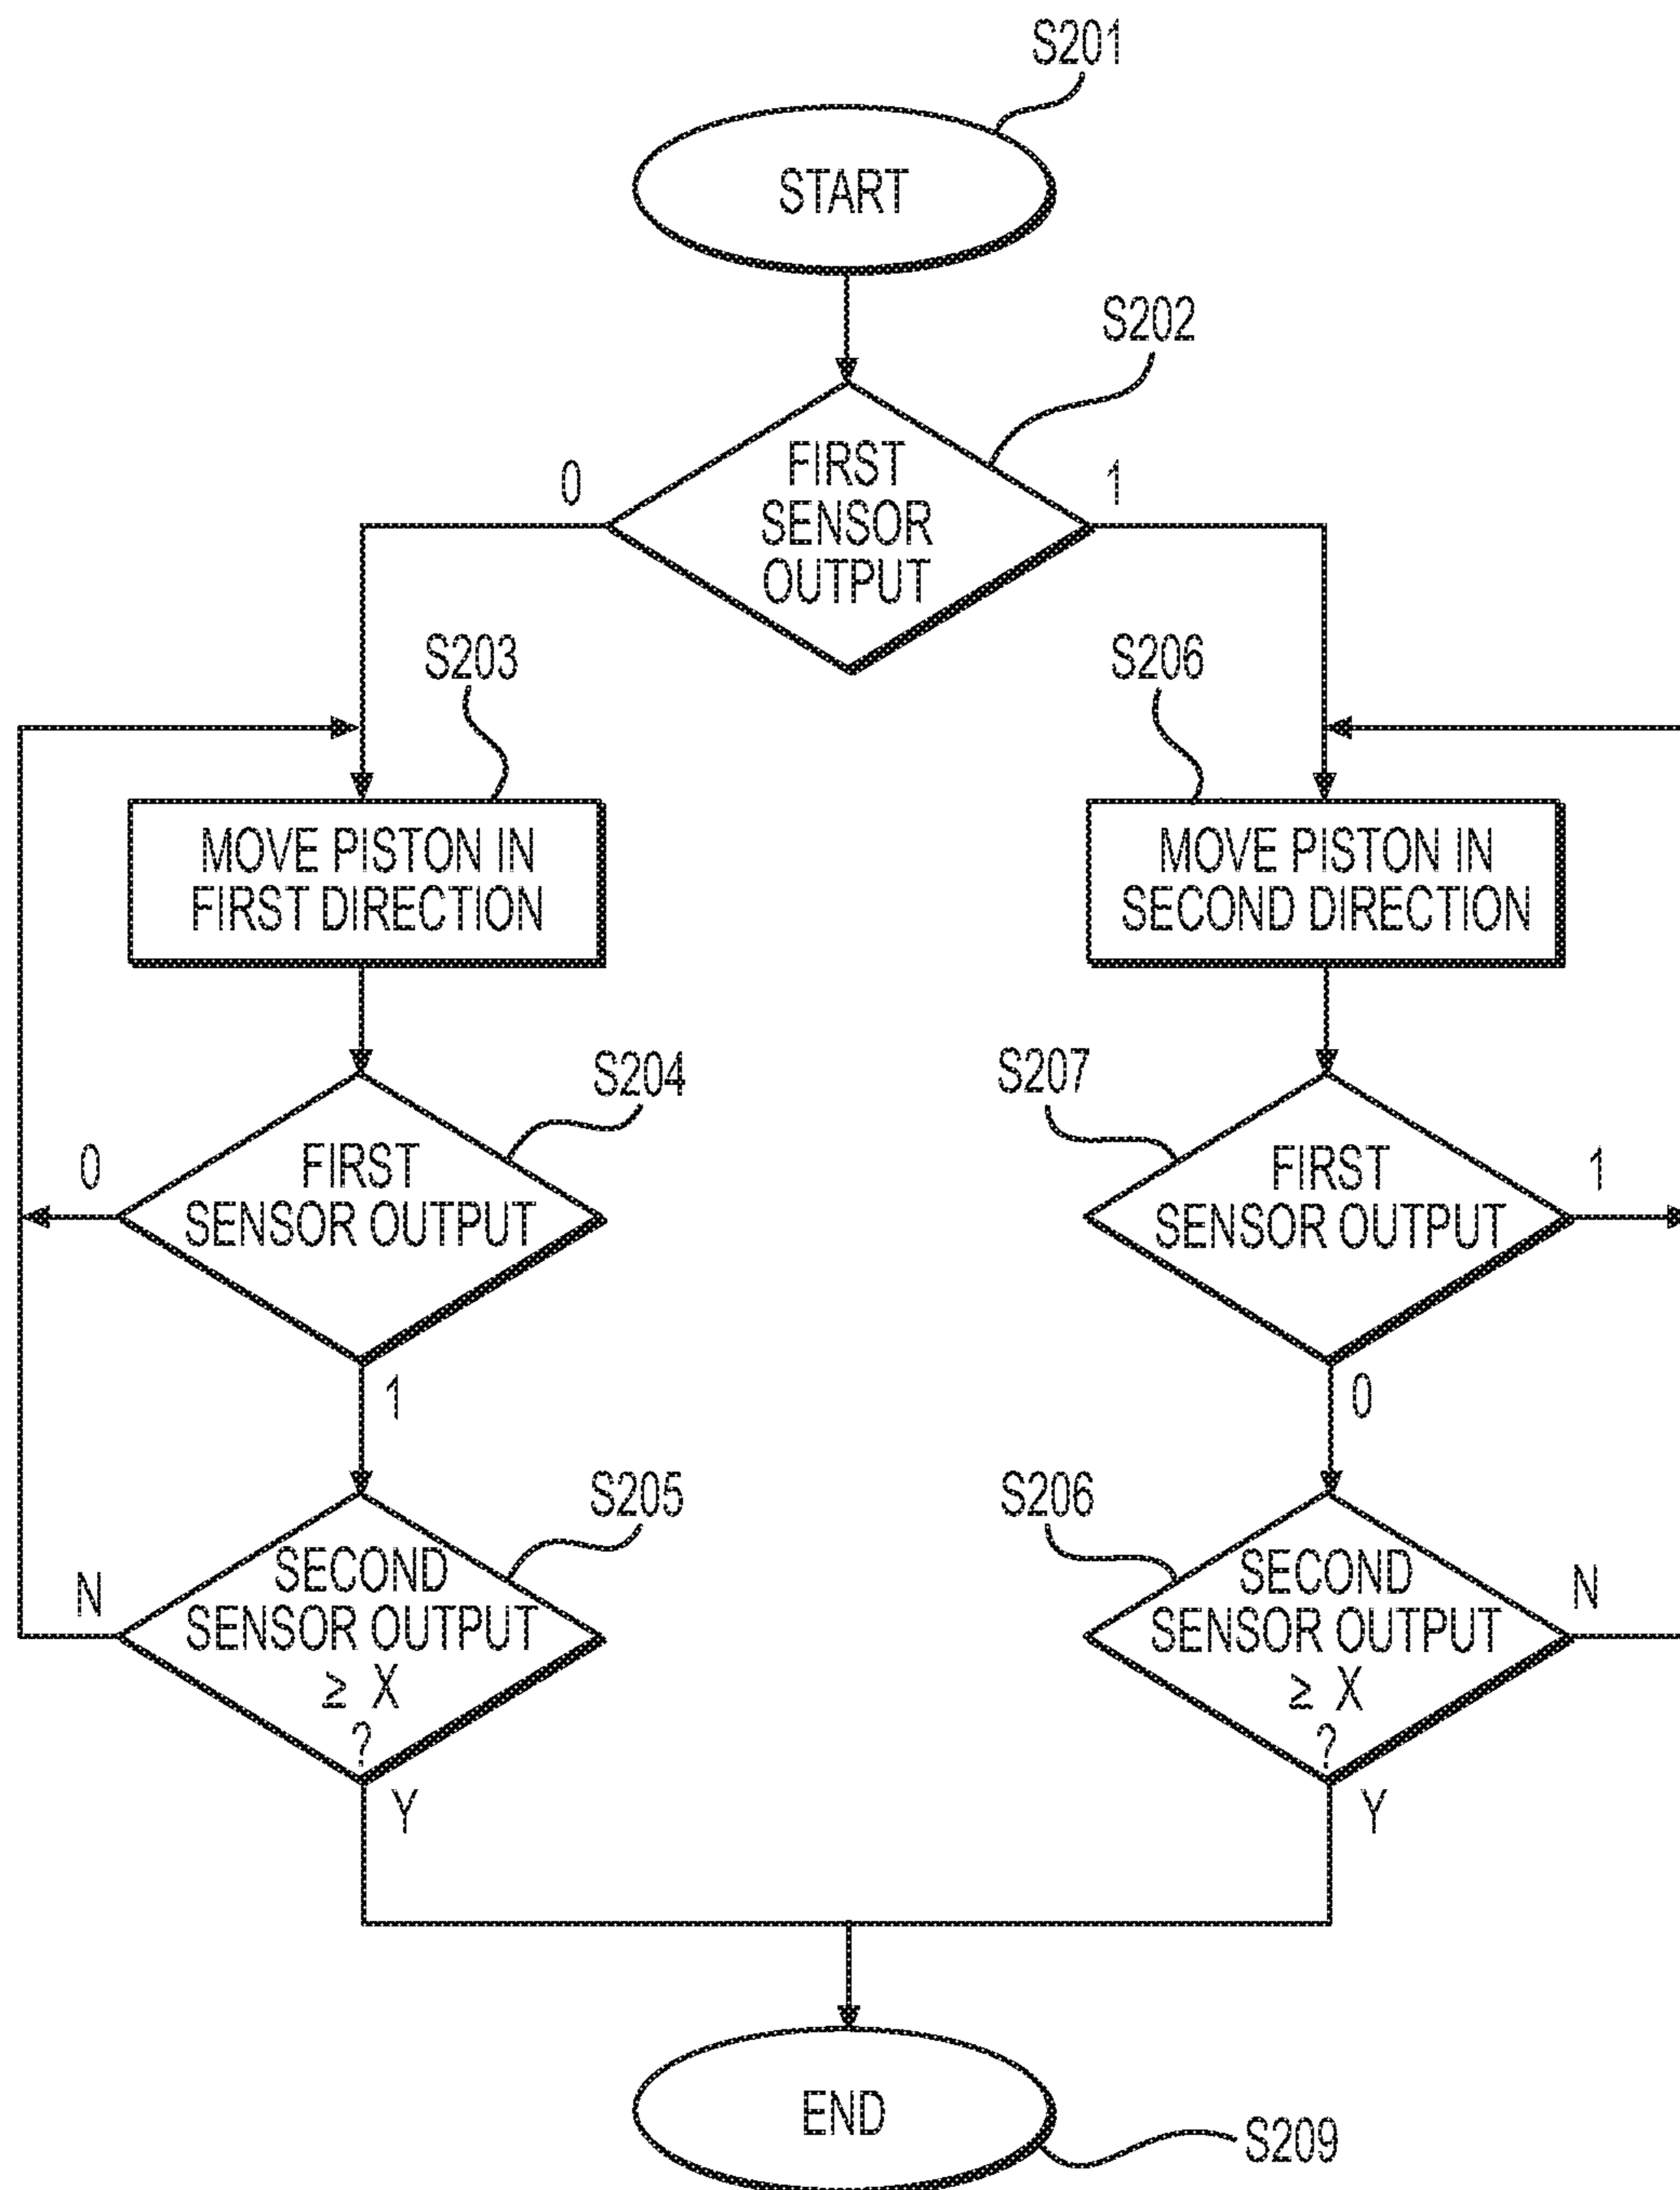 S201
START
S202
0
FIRST
SENSOR
OUTPUT
1
S203
S206
MOVE PISTON IN
FIRST DIRECTION
MOVE PISTON IN
SECOND DIRECTION
S204
S207
0
FIRST
SENSOR OUTPUT
FIRST
SENSOR OUTPUT
1
1
0
S205
S206
N
SECOND
SENSOR OUTPUT
≥ X
?
SECOND
SENSOR OUTPUT
≥ X
?
N
Y
Y
END
S209